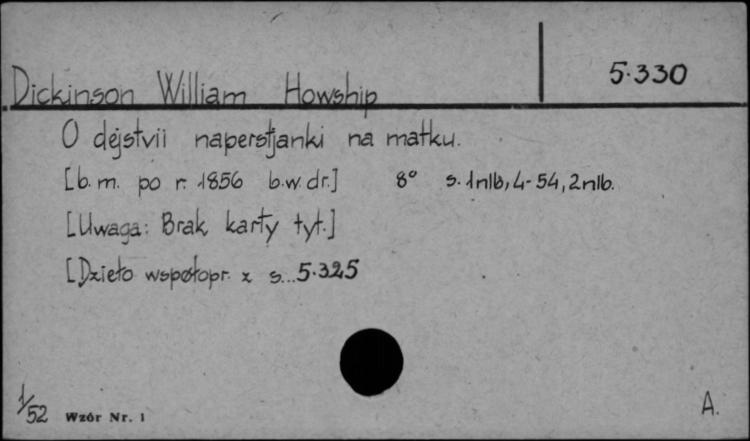 5.330
Dickinson William Howship
O dejstvii naperstjanki na matku.
[b. m. po r. 1856 b.w.dr.] 8° s. 1nlb, 4-54, 2nlb.
[Uwaga: Brak karty tyt.]
[Dzieło współopr. z s... 5.325
1/52 Wzór Nr. 1 A.